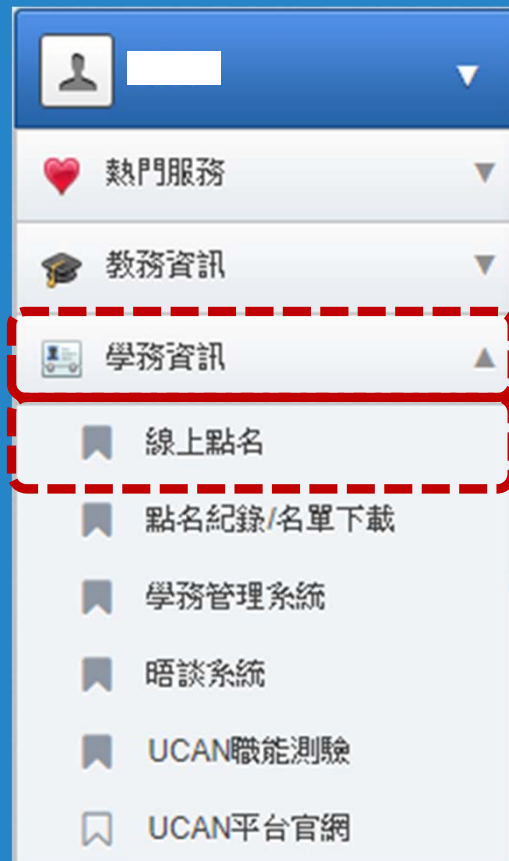 熱門服務
教務資訊
學務資訊
線上點名
點名紀錄/名單下載
學務管理系統
晤談系統
UCAN職能測驗
UCAN平台官網